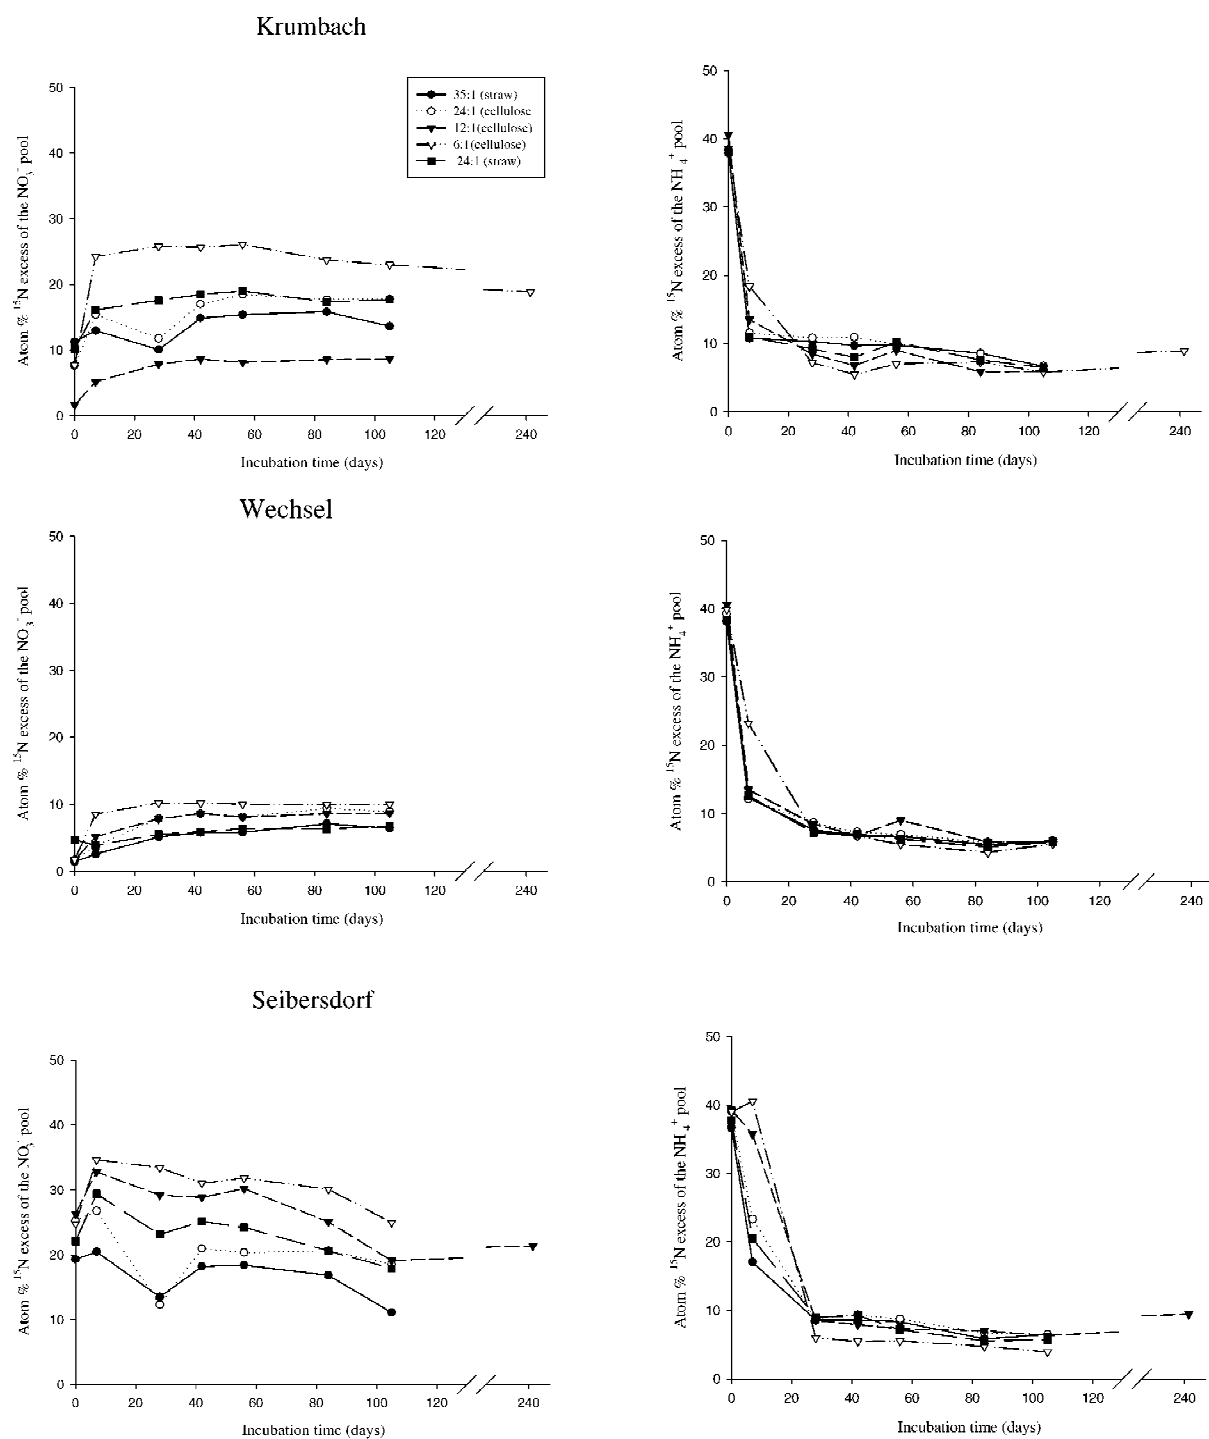 Krumbach
Atom % ¹⁵N excess of the NO₃⁻ pool
50
40
30
20
10
0
0 20 40 60 80 100 120 240
Incubation time (days)
35:1 (straw)
24:1 (cellulose
12:1(cellulose)
6:1(cellulose)
24:1 (straw)
Atom % ¹⁵N excess of the NH₄⁺ pool
50
40
30
20
10
0
0 20 40 60 80 100 120 240
Incubation time (days)
Wechsel
Atom % ¹⁵N excess of the NO₃⁻ pool
50
40
30
20
10
0
0 20 40 60 80 100 120 240
Incubation time (days)
Atom % ¹⁵N excess of the NH₄⁺ pool
50
40
30
20
10
0
0 20 40 60 80 100 120 240
Incubation time (days)
Seibersdorf
Atom % ¹⁵N excess of the NO₃⁻ pool
50
40
30
20
10
0
0 20 40 60 80 100 120 240
Incubation time (days)
Atom % ¹⁵N excess of the NH₄⁺ pool
50
40
30
20
10
0
0 20 40 60 80 100 120 240
Incubation time (days)